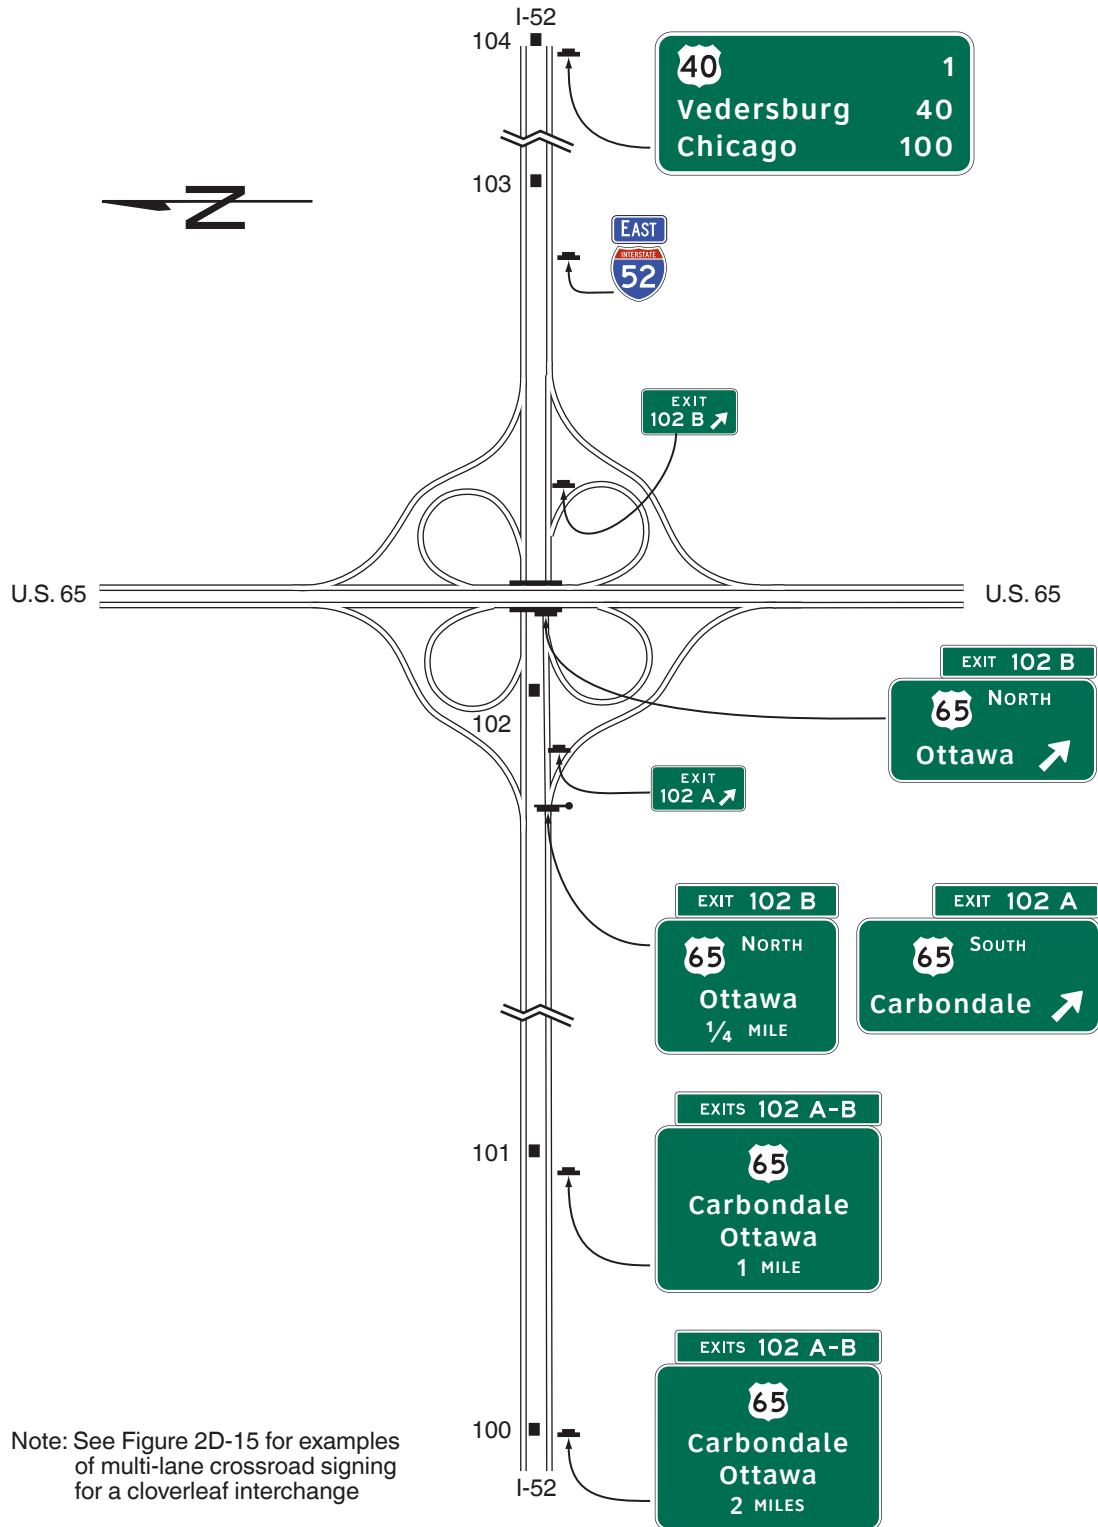 I-52
104
40 1
Vedersburg 40
Chicago 100
103
N
EAST
INTERSTATE
52
EXIT
102 B
U.S. 65
U.S. 65
EXIT 102 B
65 NORTH
Ottawa
102
EXIT
102 A
EXIT 102 B
65 NORTH
Ottawa
1/4 MILE
EXIT 102 A
65 SOUTH
Carbondale
101
EXITS 102 A-B
65
Carbondale
Ottawa
1 MILE
EXITS 102 A-B
65
Carbondale
Ottawa
2 MILES
100
I-52
Note: See Figure 2D-15 for examples
of multi-lane crossroad signing
for a cloverleaf interchange